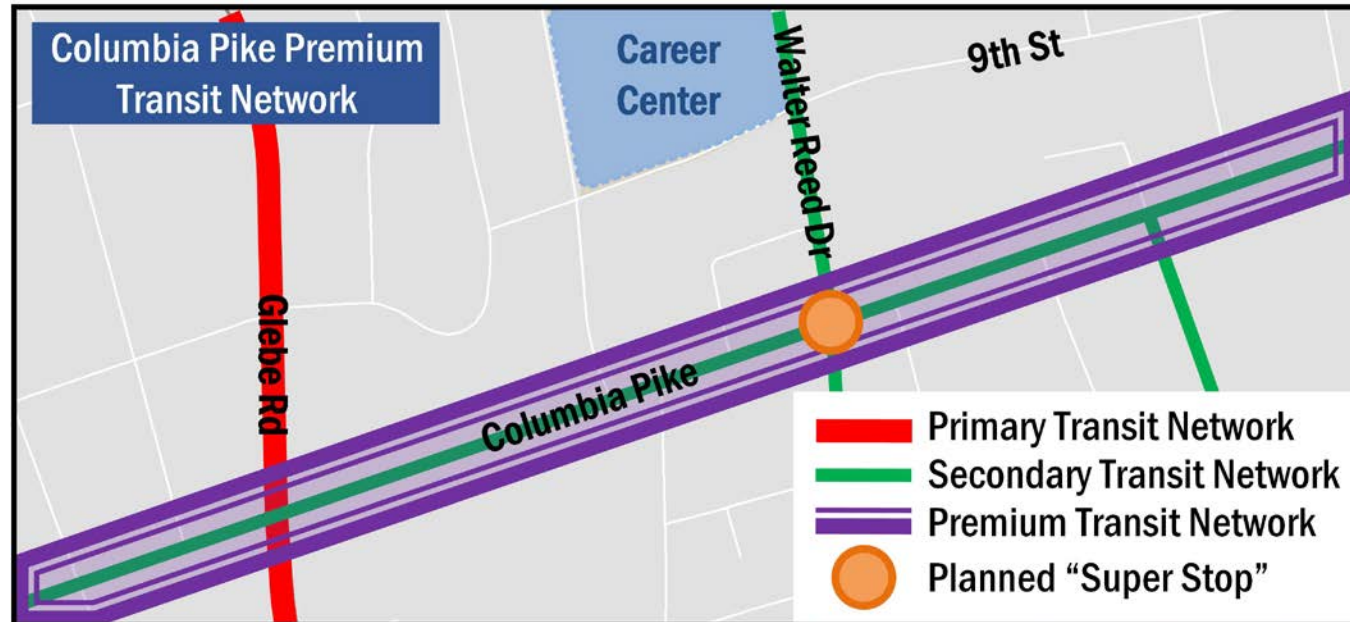 Columbia Pike Premium
Transit Network
Career
Center
Walter Reed Dr
9th St
Glebe Rd
Columbia Pike
Primary Transit Network
Secondary Transit Network
Premium Transit Network
Planned “Super Stop”